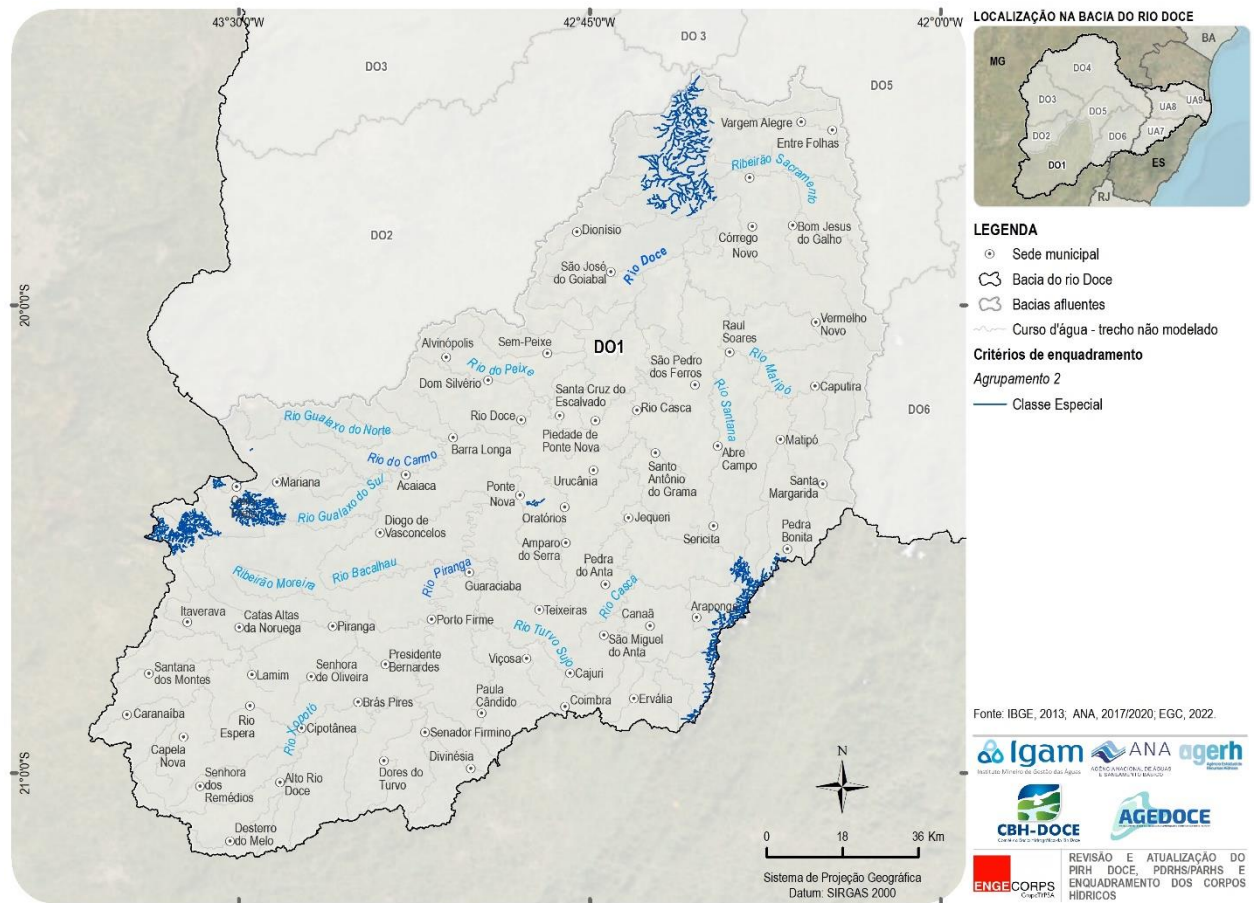 43°30'0"W
42°45'0"W
42°0'0"W
20°0'0"S
21°0'0"S
DO 3
DO3
DO5
DO2
DO6
DO1
Vargem Alegre
Entre Folhas
Ribeirão Sacramento
Dionísio
Córrego
Novo
Bom Jesus
do Galho
São José
do Goiabal
Rio Doce
Vermelho
Novo
Raul
Soares
Alvinópolis
Sem-Peixe
Rio do Peixe
Dom Silvério
São Pedro
dos Ferros
Rio Matipó
Caputira
Santa Cruz do
Escalvado
Rio Santana
Rio Gualaxo do Norte
Rio Doce
Rio Casca
Piedade de
Ponte Nova
Barra Longa
Matipó
Rio do Carmo
Abre
Campo
Mariana
Acaiaca
Urucânia
Santo
Antônio
do Grama
Santa
Margarida
Rio Gualaxo do Sul
Ponte
Nova
Oratórios
Jequeri
Diogo de
Vasconcelos
Sericita
Pedra
Bonita
Amparo
do Serra
Pedra
do Anta
Ribeirão Moreira
Rio Bacalhau
Rio Piranga
Guaraciaba
Rio Casca
Itaverava
Catas Altas
da Noruega
Piranga
Porto Firme
Teixeiras
Canaã
Araponga
Rio Turvo Sujo
São Miguel
do Anta
Santana
dos Montes
Lamim
Senhora
de Oliveira
Presidente
Bernardes
Viçosa
Cajuri
Caranaíba
Rio
Espera
Brás Pires
Paula
Cândido
Coimbra
Ervália
Rio Xopotó
Cipotânea
Capela
Nova
Senador Firmino
Divinésia
Senhora
dos
Remédios
Alto Rio
Doce
Dores do
Turvo
Desterro
do Melo
N
0 18 36 Km
Sistema de Projeção Geográfica
Datum: SIRGAS 2000
LOCALIZAÇÃO NA BACIA DO RIO DOCE
BA
MG
DO4
DO3
DO5
UA8
UA9
DO2
DO6
UA7
DO1
ES
RJ
LEGENDA
Sede municipal
Bacia do rio Doce
Bacias afluentes
Curso d'água - trecho não modelado
Critérios de enquadramento
Agrupamento 2
Classe Especial
Fonte: IBGE, 2013; ANA, 2017/2020; EGC, 2022.
Igam
Instituto Mineiro de Gestão das Águas
ANA
AGÊNCIA NACIONAL DE ÁGUAS
E SANEAMENTO BÁSICO
agerh
CBH-DOCE
AGEDOCE
ENGECORPS
REVISÃO E ATUALIZAÇÃO DO
PIRH DOCE, PDRHS/PARHS E
ENQUADRAMENTO DOS CORPOS
HÍDRICOS